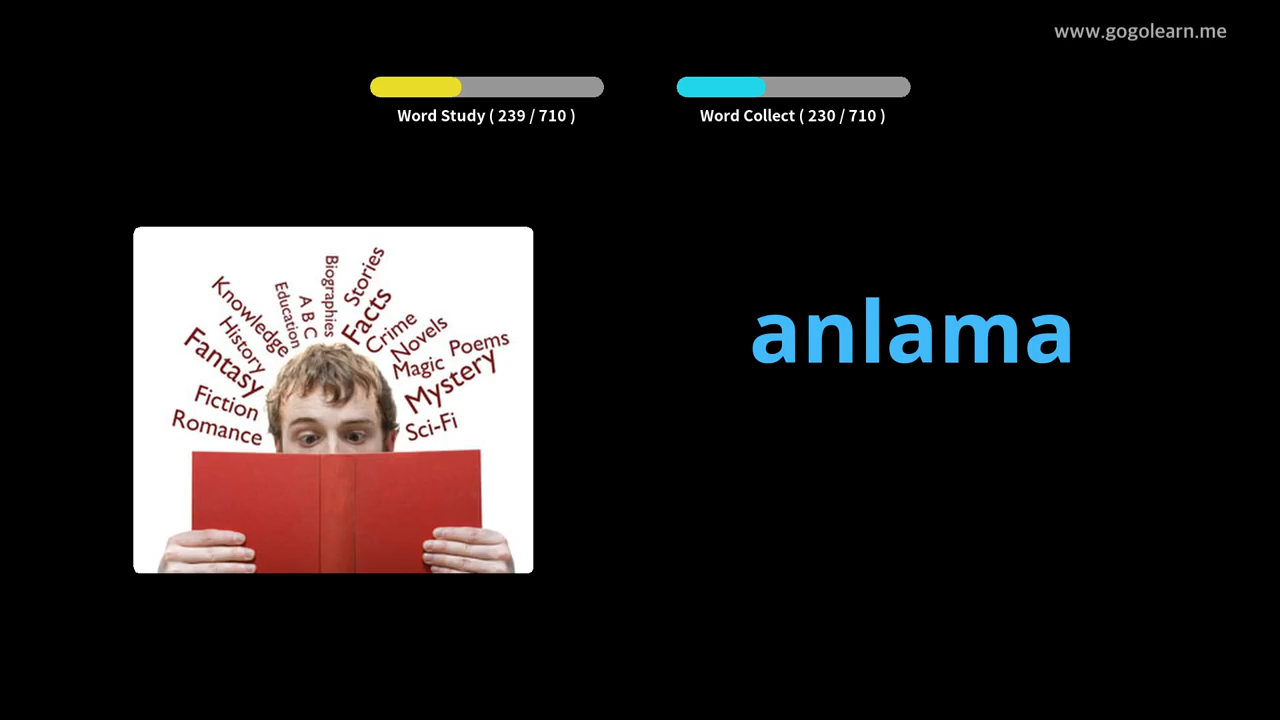 www.gogolearn.me
Word Study ( 239 / 710 )
Word Collect ( 230 / 710 )
Biographies
Stories
Education
A B C
Facts
Knowledge
History
Crime
Novels
Poems
Fantasy
Magic
Mystery
Fiction
Romance
Sci-Fi
anlama